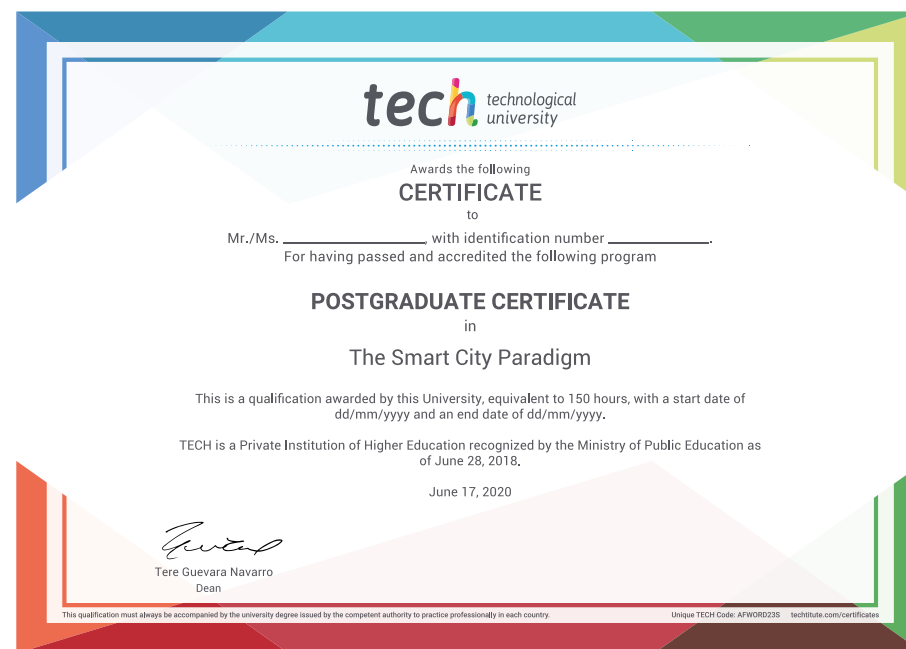 tech technological
university
Awards the following
CERTIFICATE
to
Mr./Ms. ____________________, with identification number ______________.
For having passed and accredited the following program
POSTGRADUATE CERTIFICATE
in
The Smart City Paradigm
This is a qualification awarded by this University, equivalent to 150 hours, with a start date of
dd/mm/yyyy and an end date of dd/mm/yyyy.
TECH is a Private Institution of Higher Education recognized by the Ministry of Public Education as
of June 28, 2018.
June 17, 2020
Tere Guevara Navarro
Dean
This qualification must always be accompanied by the university degree issued by the competent authority to practice professionally in each country. Unique TECH Code: AFWORD23S techtitute.com/certificates